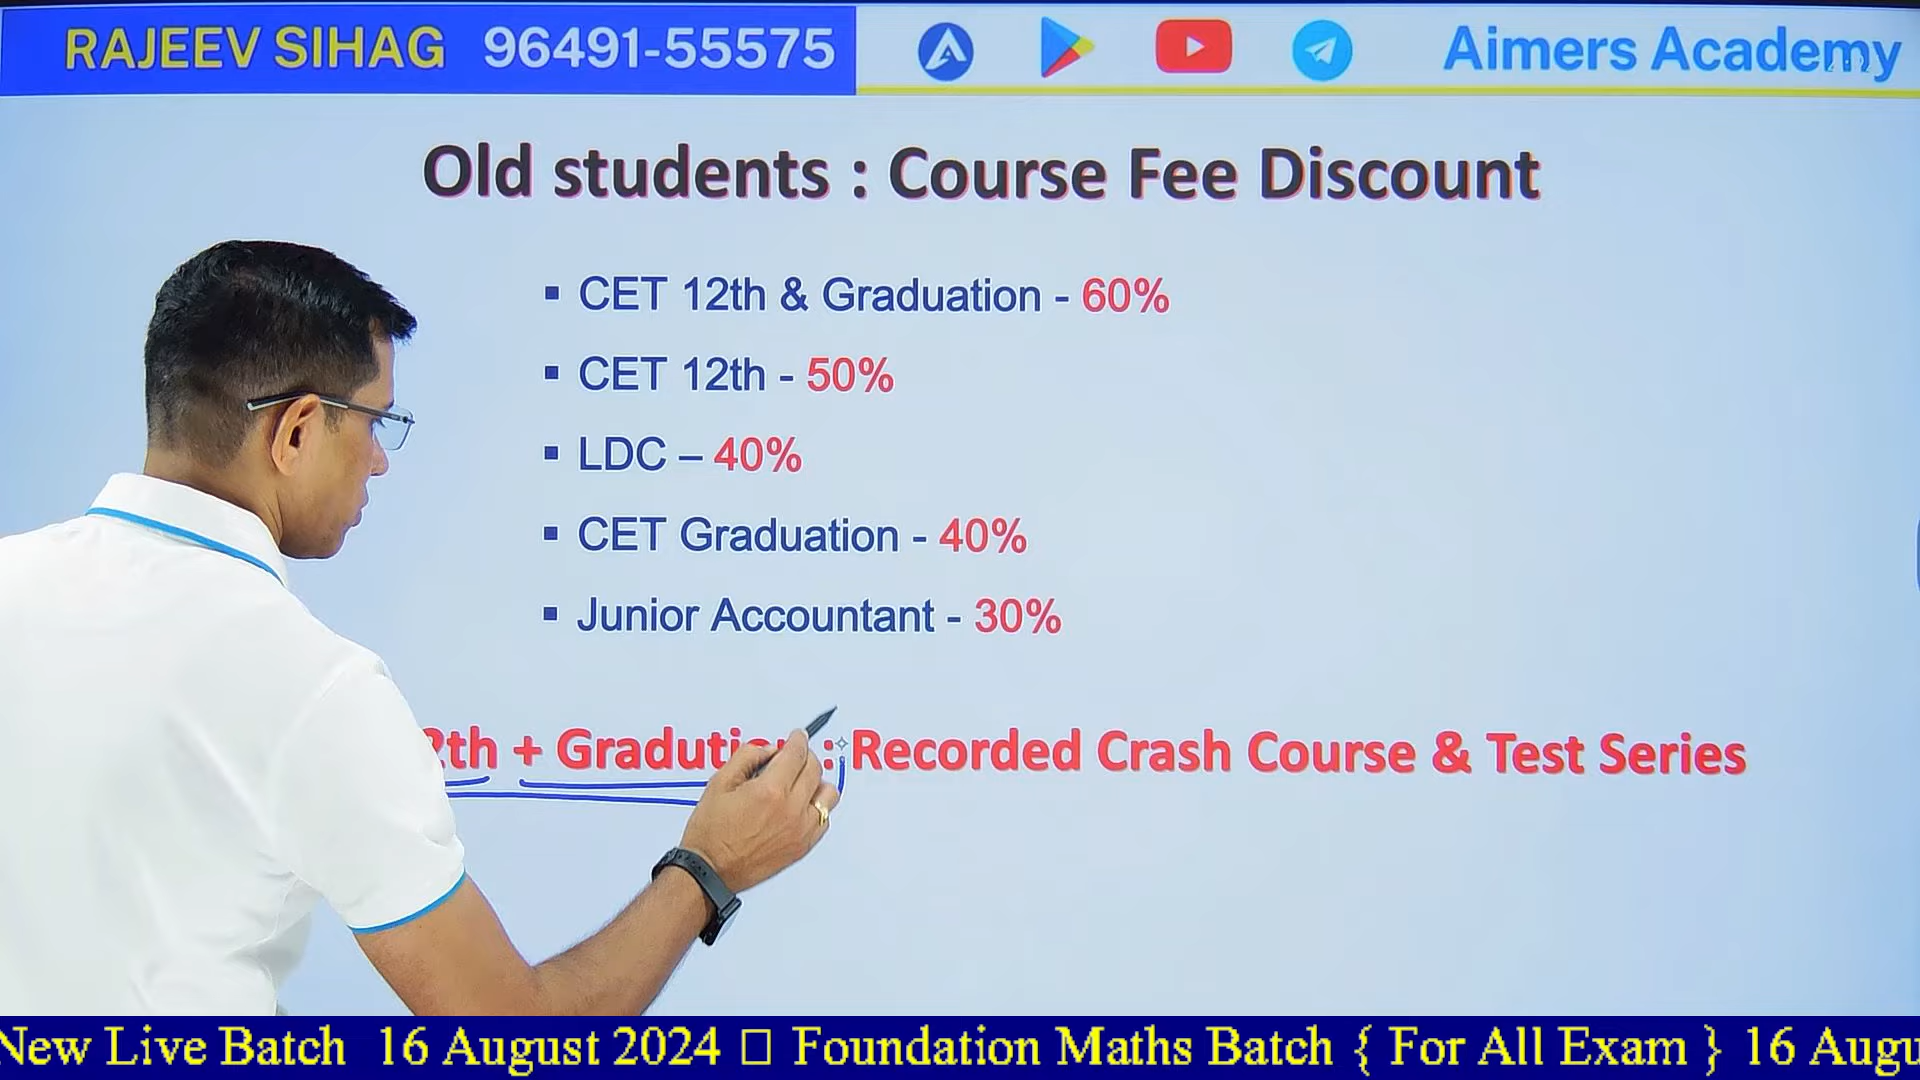 RAJEEV SIHAG 96491-55575 Aimers Academy
Old students : Course Fee Discount
▪ CET 12th & Graduation - 60%
▪ CET 12th - 50%
▪ LDC – 40%
▪ CET Graduation - 40%
▪ Junior Accountant - 30%
2th + Gradution : Recorded Crash Course & Test Series
New Live Batch 16 August 2024 □ Foundation Maths Batch { For All Exam } 16 Augu